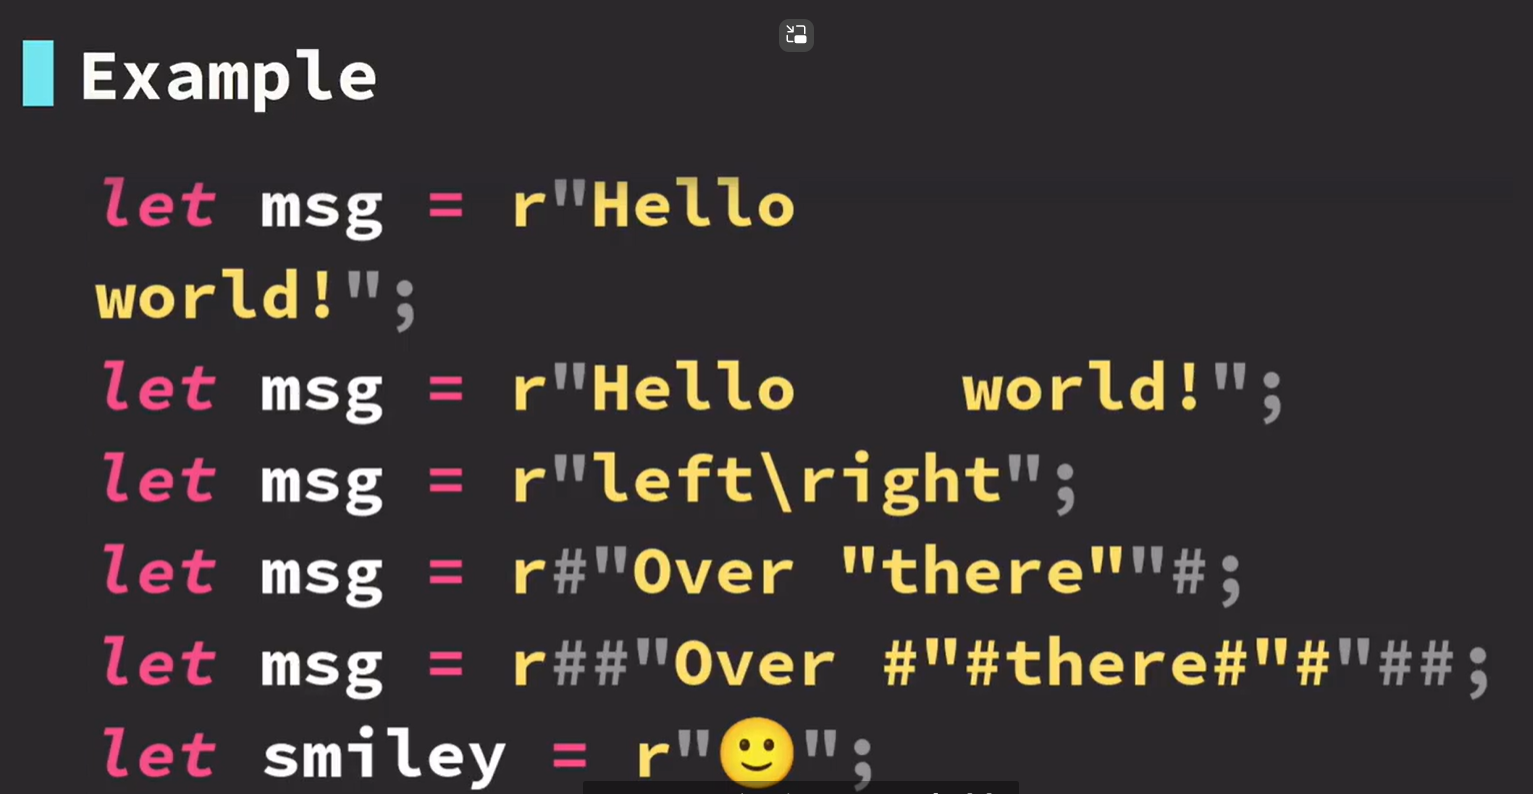 Example
let msg = r"Hello
world!";
let msg = r"Hello    world!";
let msg = r"left\right";
let msg = r#"Over "there""#;
let msg = r##"Over #"#there#"#"##;
let smiley = r"🙂";